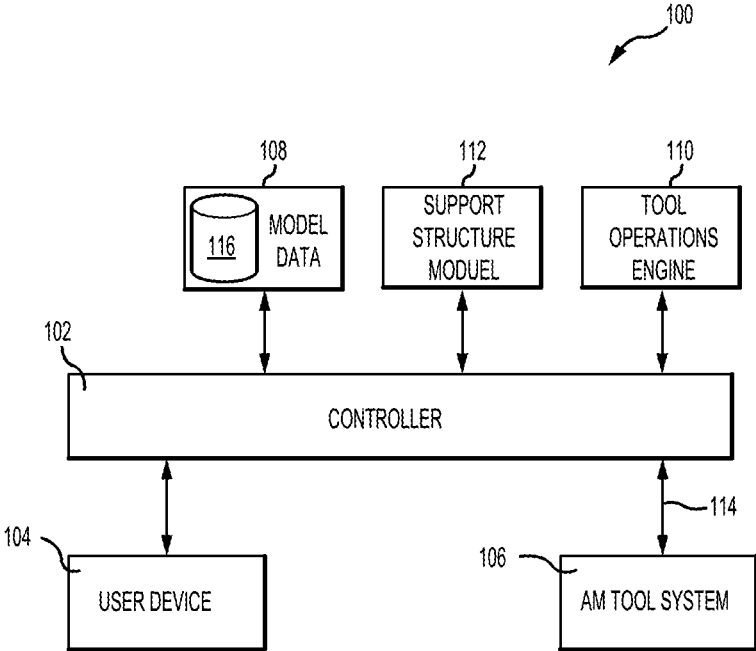 100
108
112
110
116
MODEL
DATA
SUPPORT
STRUCTURE
MODUEL
TOOL
OPERATIONS
ENGINE
102
CONTROLLER
114
104
106
USER DEVICE
AM TOOL SYSTEM